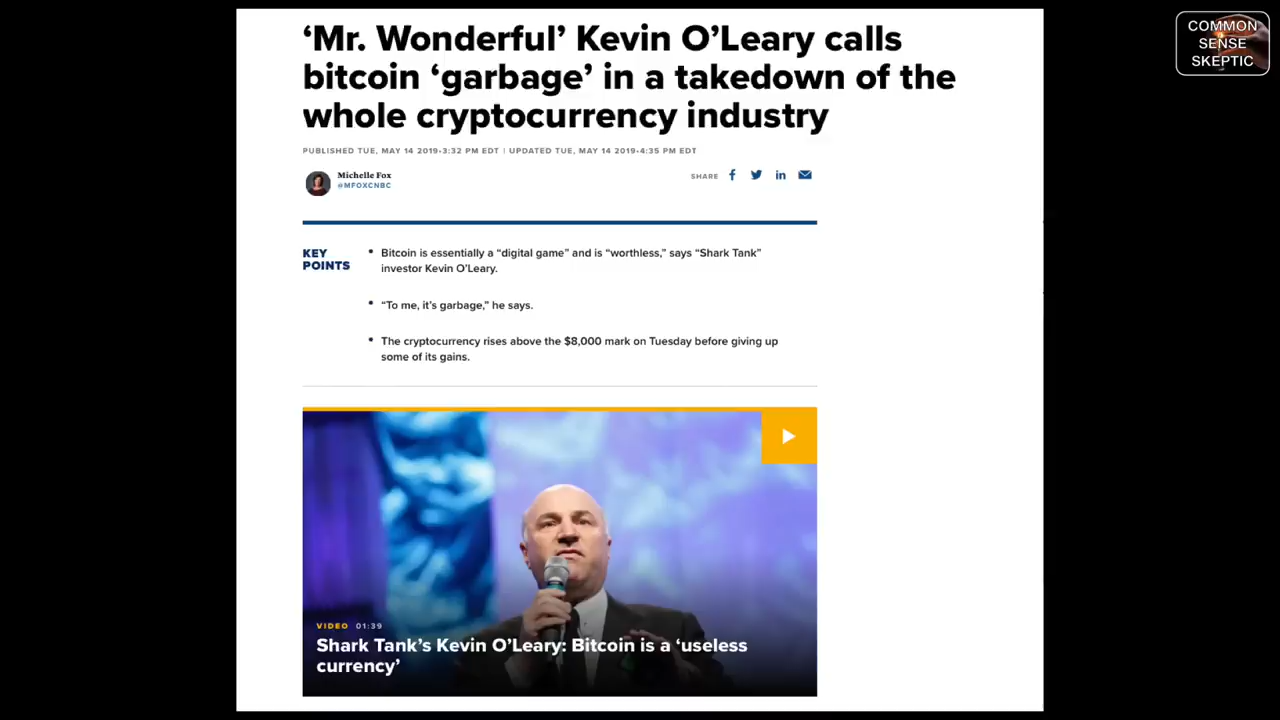 ‘Mr. Wonderful’ Kevin O’Leary calls
bitcoin ‘garbage’ in a takedown of the
whole cryptocurrency industry
PUBLISHED TUE, MAY 14 2019•3:32 PM EDT | UPDATED TUE, MAY 14 2019•4:35 PM EDT
Michelle Fox
@MFOXCNBC
SHARE
KEY
POINTS
• Bitcoin is essentially a “digital game” and is “worthless,” says “Shark Tank”
investor Kevin O’Leary.
• “To me, it’s garbage,” he says.
• The cryptocurrency rises above the $8,000 mark on Tuesday before giving up
some of its gains.
VIDEO 01:39
Shark Tank’s Kevin O’Leary: Bitcoin is a ‘useless
currency’
COMMON
SENSE
SKEPTIC